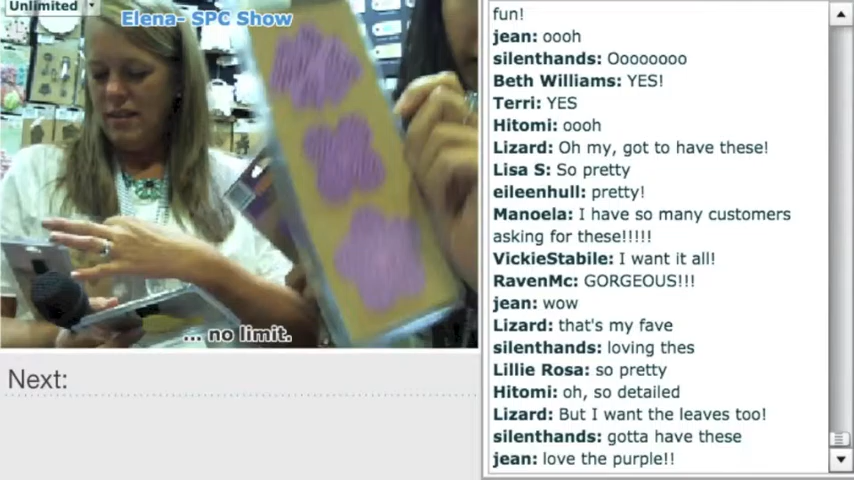 Unlimited
Elena- SPC Show
... no limit.
Next:
fun!
jean: oooh
silenthands: Oooooooo
Beth Williams: YES!
Terri: YES
Hitomi: oooh
Lizard: Oh my, got to have these!
Lisa S: So pretty
eileenhull: pretty!
Manoela: I have so many customers
asking for these!!!!!
VickieStabile: I want it all!
RavenMc: GORGEOUS!!!
jean: wow
Lizard: that's my fave
silenthands: loving thes
Lillie Rosa: so pretty
Hitomi: oh, so detailed
Lizard: But I want the leaves too!
silenthands: gotta have these
jean: love the purple!!